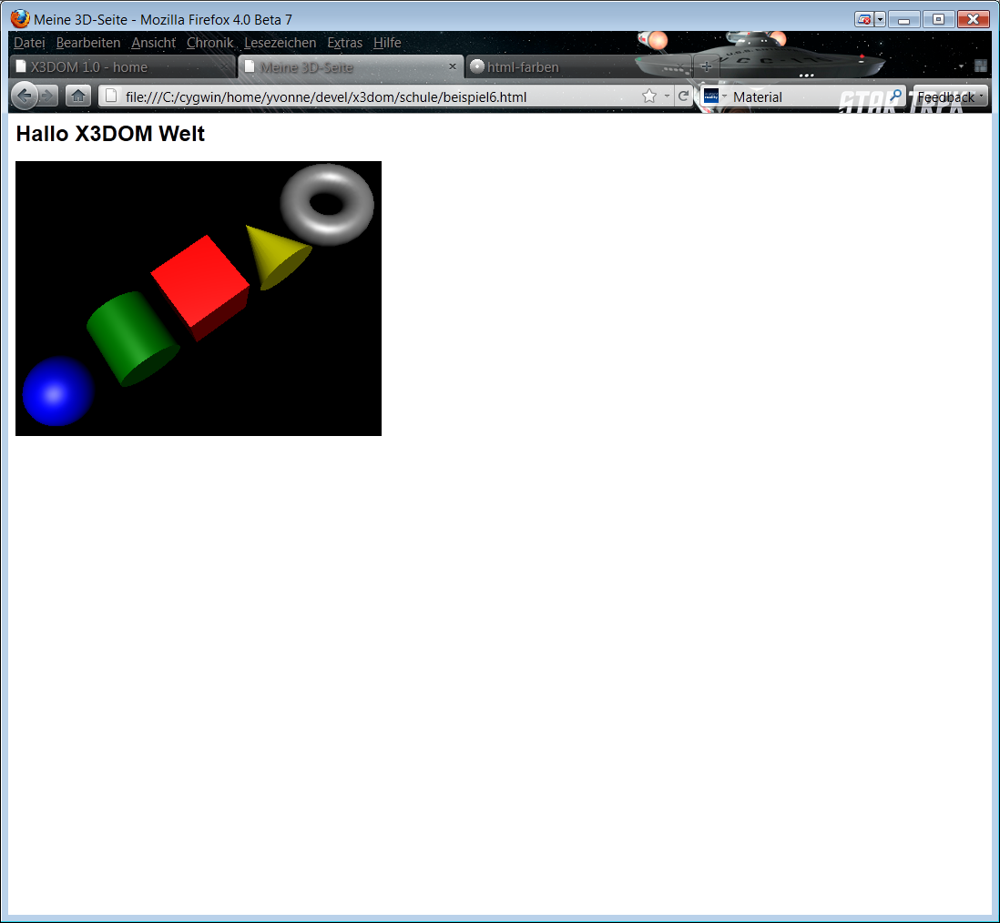 Meine 3D-Seite - Mozilla Firefox 4.0 Beta 7
Datei Bearbeiten Ansicht Chronik Lesezeichen Extras Hilfe
X3DOM 1.0 - home Meine 3D-Seite html-farben
file:///C:/cygwin/home/yvonne/devel/x3dom/schule/beispiel6.html Material Feedback
STAR TREK
Hallo X3DOM Welt